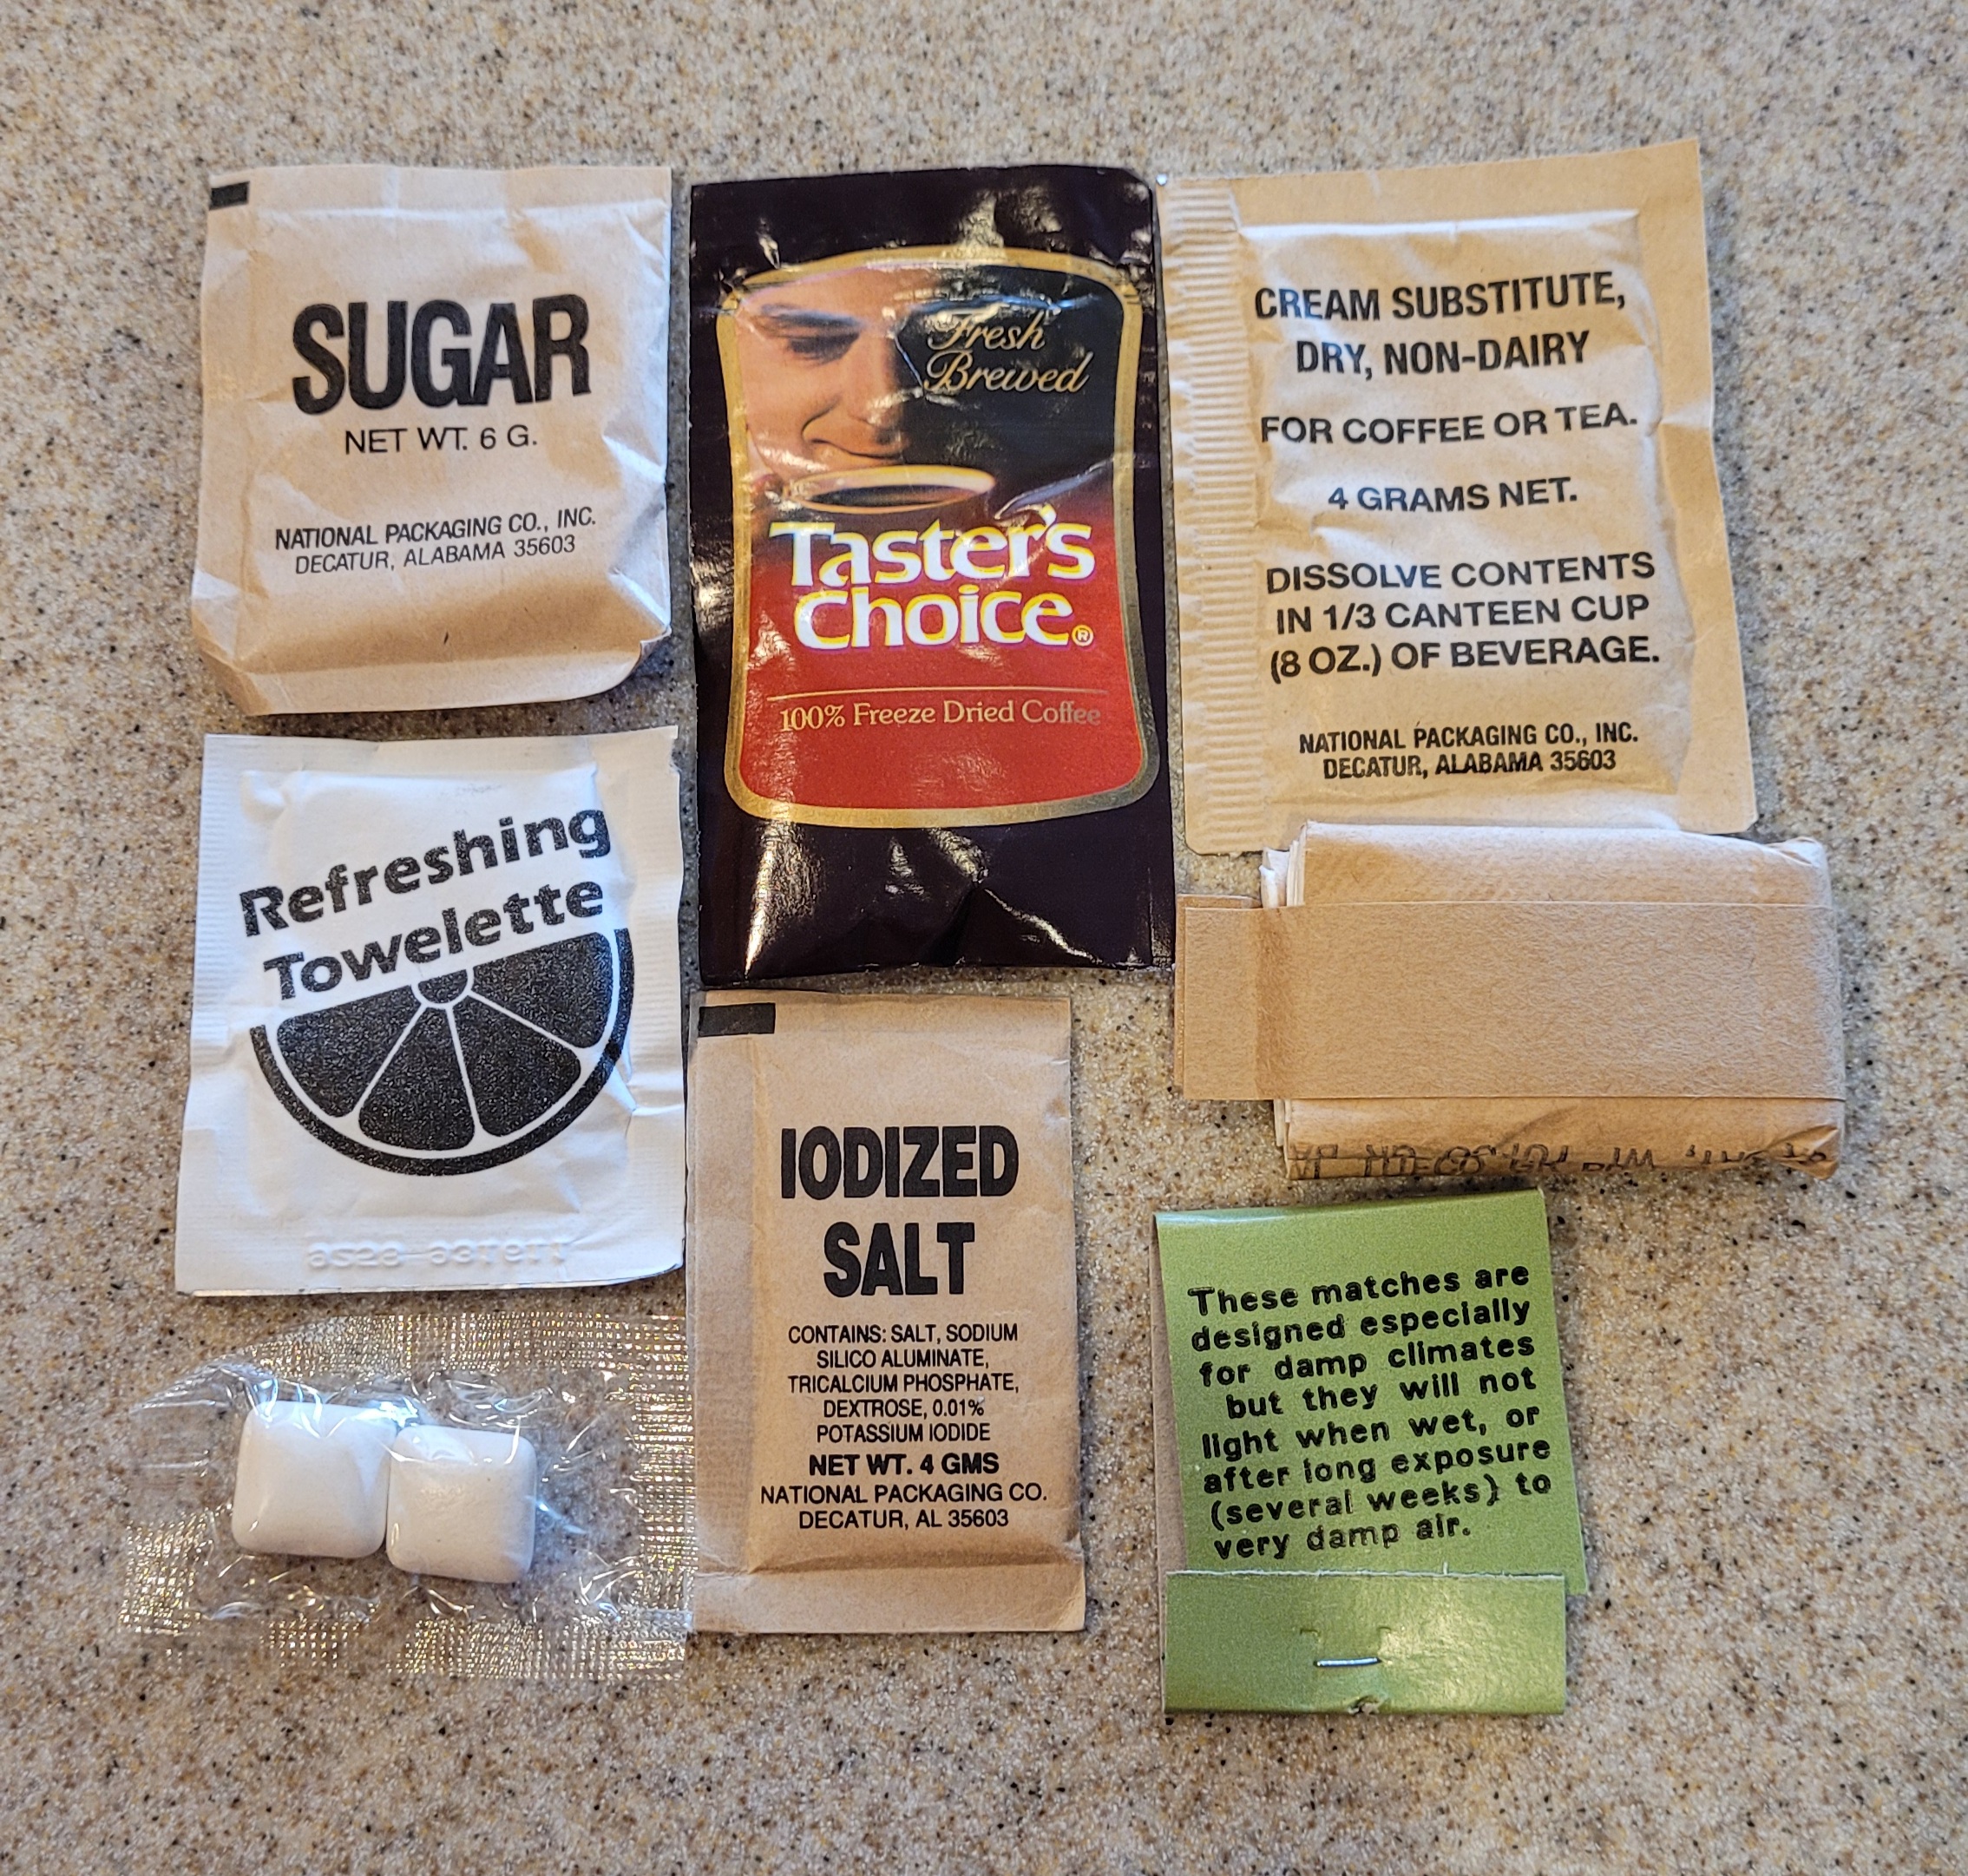 SUGAR
NET WT. 6 G.
NATIONAL PACKAGING CO., INC.
DECATUR, ALABAMA 35603
Fresh
Brewed
Taster's
Choice®
100% Freeze Dried Coffee
CREAM SUBSTITUTE,
DRY, NON-DAIRY
FOR COFFEE OR TEA.
4 GRAMS NET.
DISSOLVE CONTENTS
IN 1/3 CANTEEN CUP
(8 OZ.) OF BEVERAGE.
NATIONAL PACKAGING CO., INC.
DECATUR, ALABAMA 35603
Refreshing
Towelette
IODIZED
SALT
CONTAINS: SALT, SODIUM
SILICO ALUMINATE,
TRICALCIUM PHOSPHATE,
DEXTROSE, 0.01%
POTASSIUM IODIDE
NET WT. 4 GMS
NATIONAL PACKAGING CO.
DECATUR, AL 35603
These matches are
designed especially
for damp climates
but they will not
light when wet, or
after long exposure
(several weeks) to
very damp air.